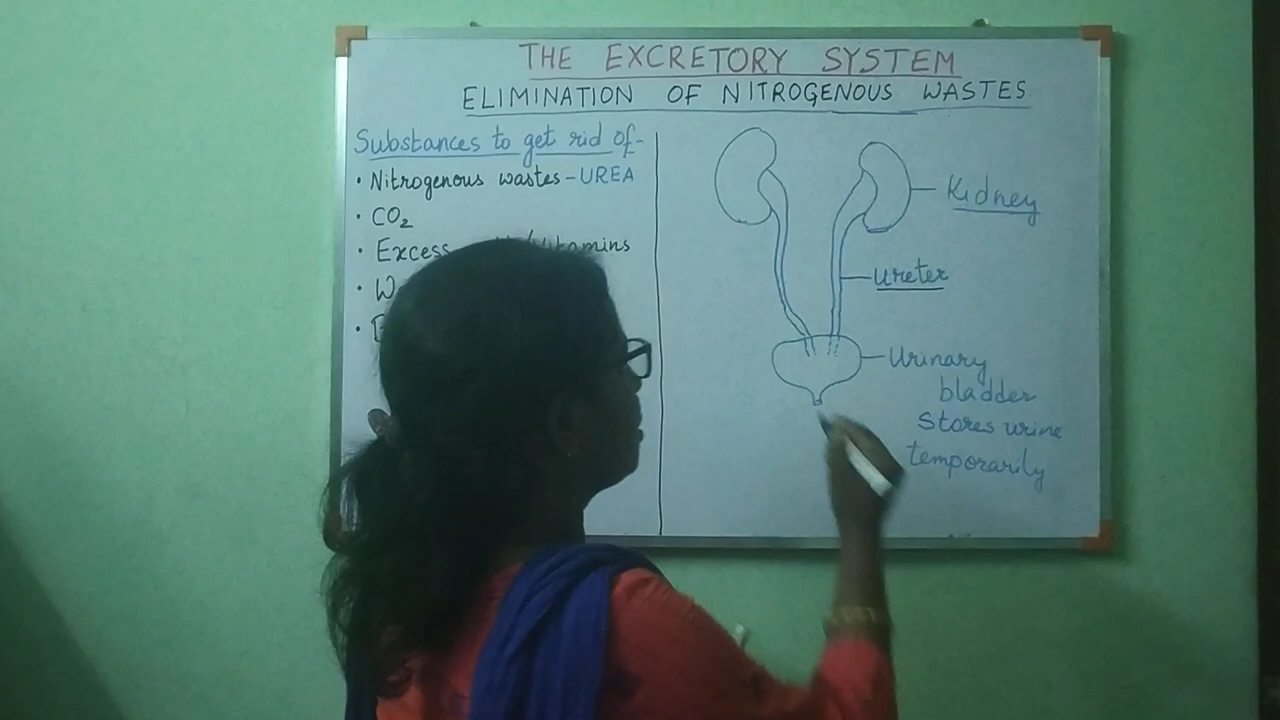 THE EXCRETORY SYSTEM
ELIMINATION OF NITROGENOUS WASTES
Substances to get rid of-
• Nitrogenous wastes - UREA
• CO2
• Excess
•
•
Kidney
Ureter
Urinary
bladder
Stores urine
temporarily